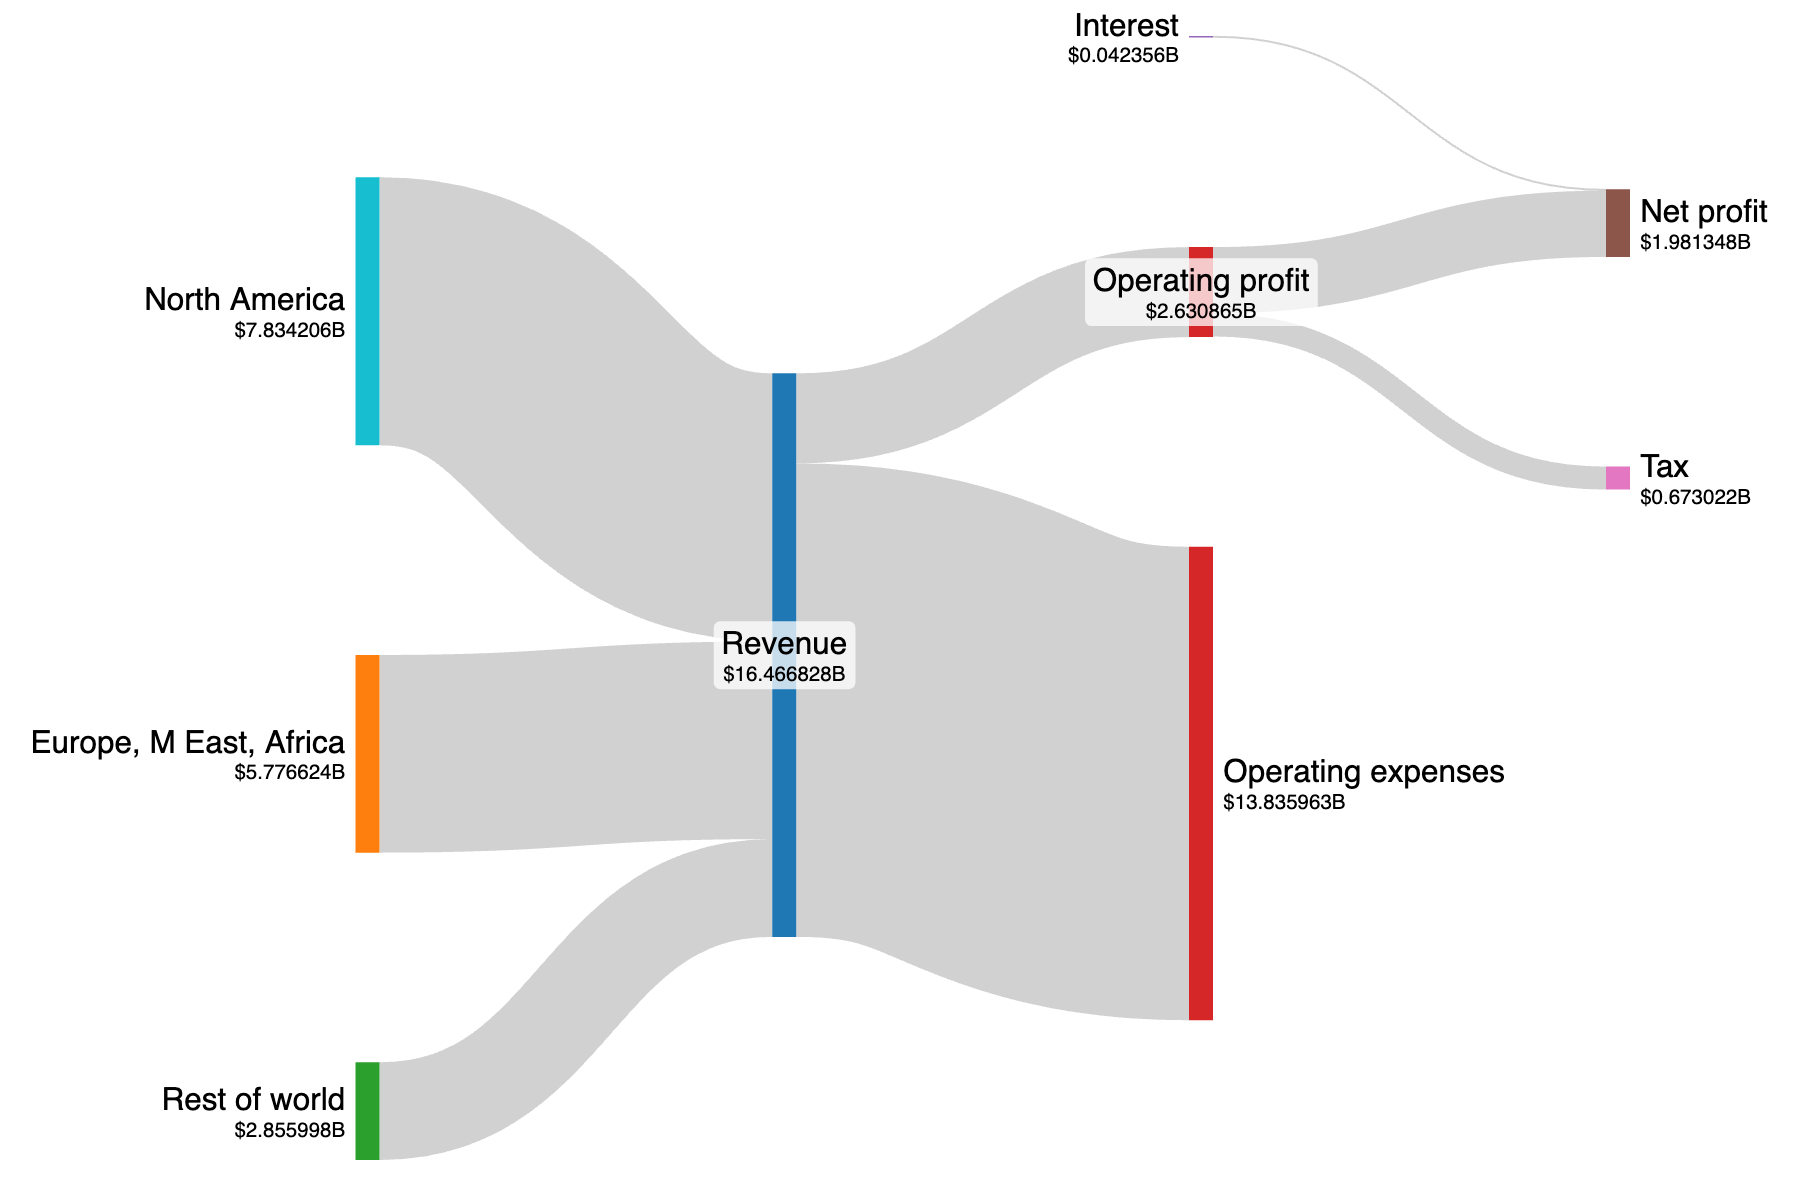 Interest
$0.042356B
North America
$7.834206B
Net profit
$1.981348B
Operating profit
$2.630865B
Tax
$0.673022B
Revenue
$16.466828B
Europe, M East, Africa
$5.776624B
Operating expenses
$13.835963B
Rest of world
$2.855998B